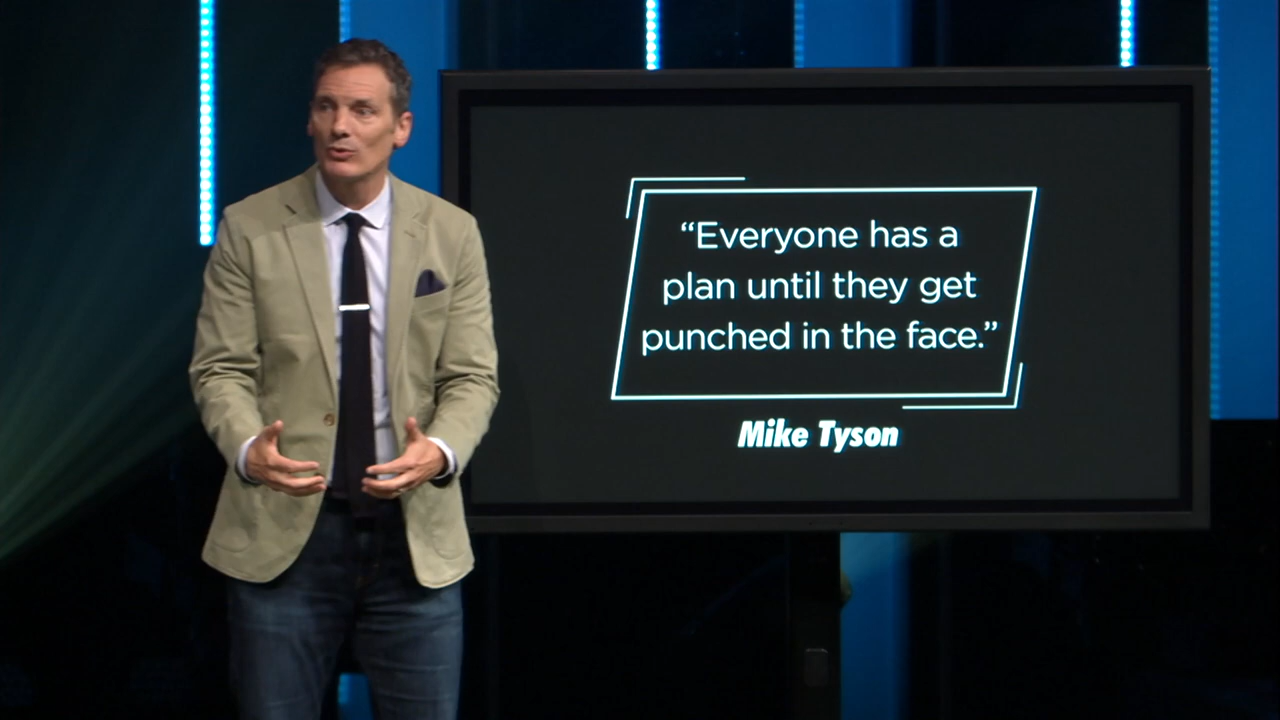 “Everyone has a
plan until they get
punched in the face.”
Mike Tyson